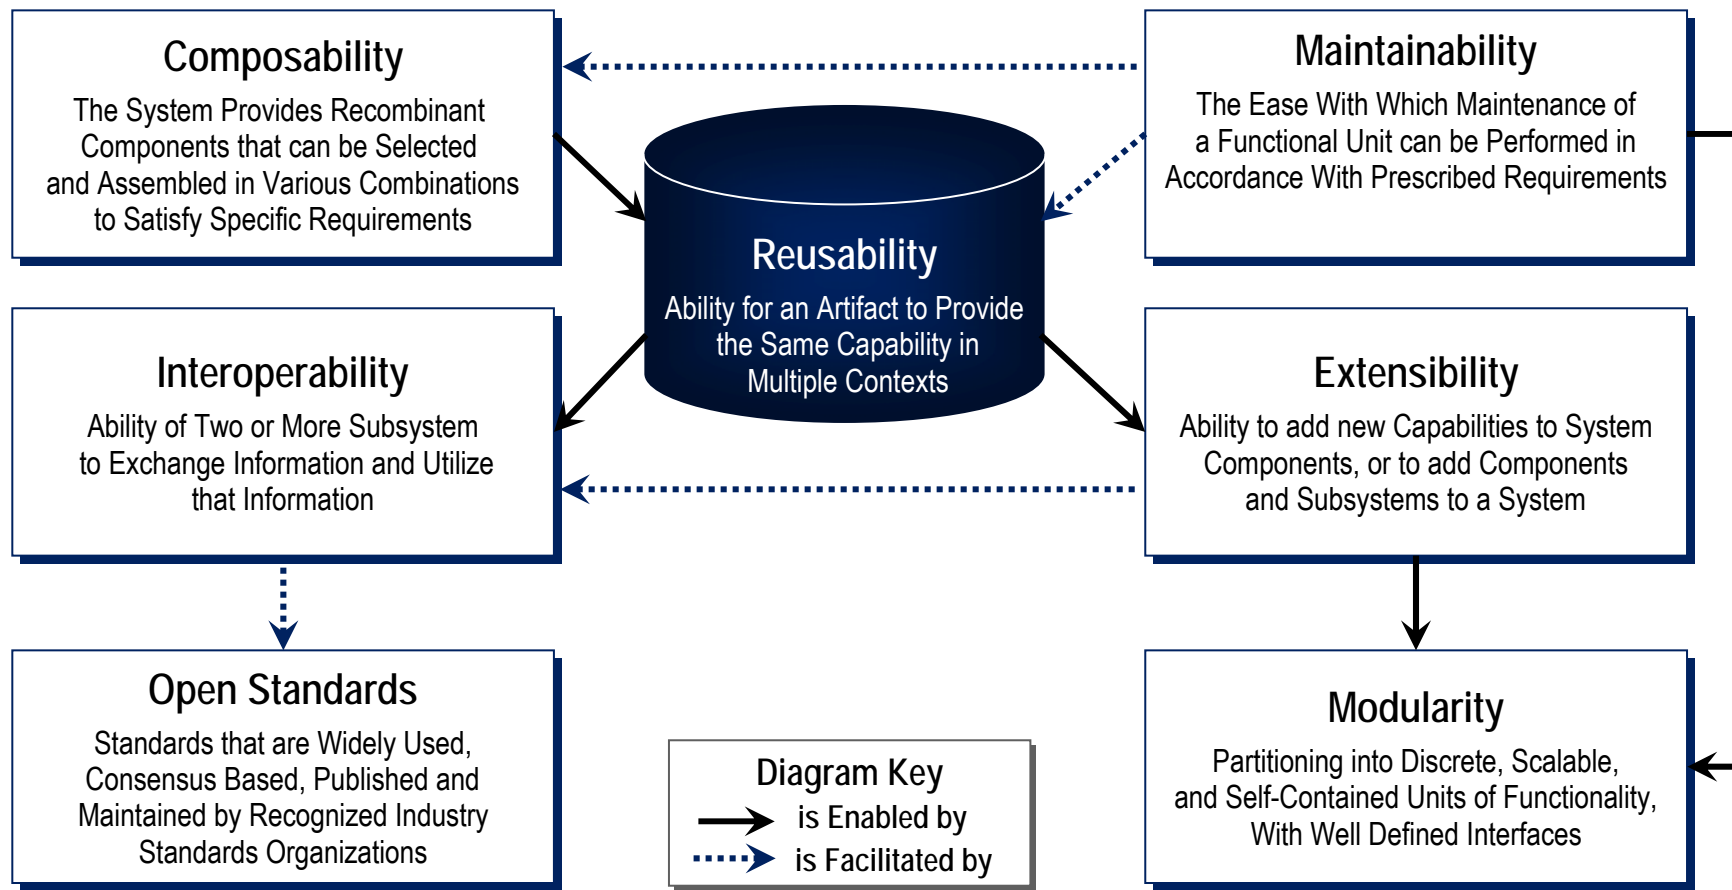 Composability
The System Provides Recombinant
Components that can be Selected
and Assembled in Various Combinations
to Satisfy Specific Requirements
Maintainability
The Ease With Which Maintenance of
a Functional Unit can be Performed in
Accordance With Prescribed Requirements
Reusability
Ability for an Artifact to Provide
the Same Capability in
Multiple Contexts
Interoperability
Ability of Two or More Subsystem
to Exchange Information and Utilize
that Information
Extensibility
Ability to add new Capabilities to System
Components, or to add Components
and Subsystems to a System
Open Standards
Standards that are Widely Used,
Consensus Based, Published and
Maintained by Recognized Industry
Standards Organizations
Diagram Key
is Enabled by
is Facilitated by
Modularity
Partitioning into Discrete, Scalable,
and Self-Contained Units of Functionality,
With Well Defined Interfaces